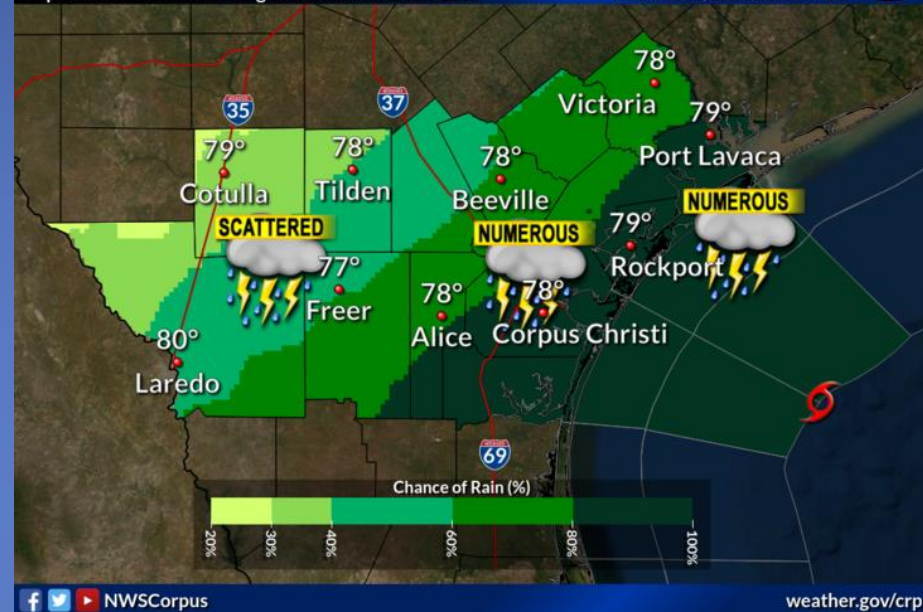 35
37
78°
Victoria
79°
Port Lavaca
79°
Cotulla
78°
Tilden
78°
Beeville
SCATTERED
NUMEROUS
NUMEROUS
79°
Rockport
77°
Freer
78°
Alice
78°
Corpus Christi
80°
Laredo
69
Chance of Rain (%)
20%
30%
40%
60%
80%
100%
NWSCorpus
weather.gov/crp